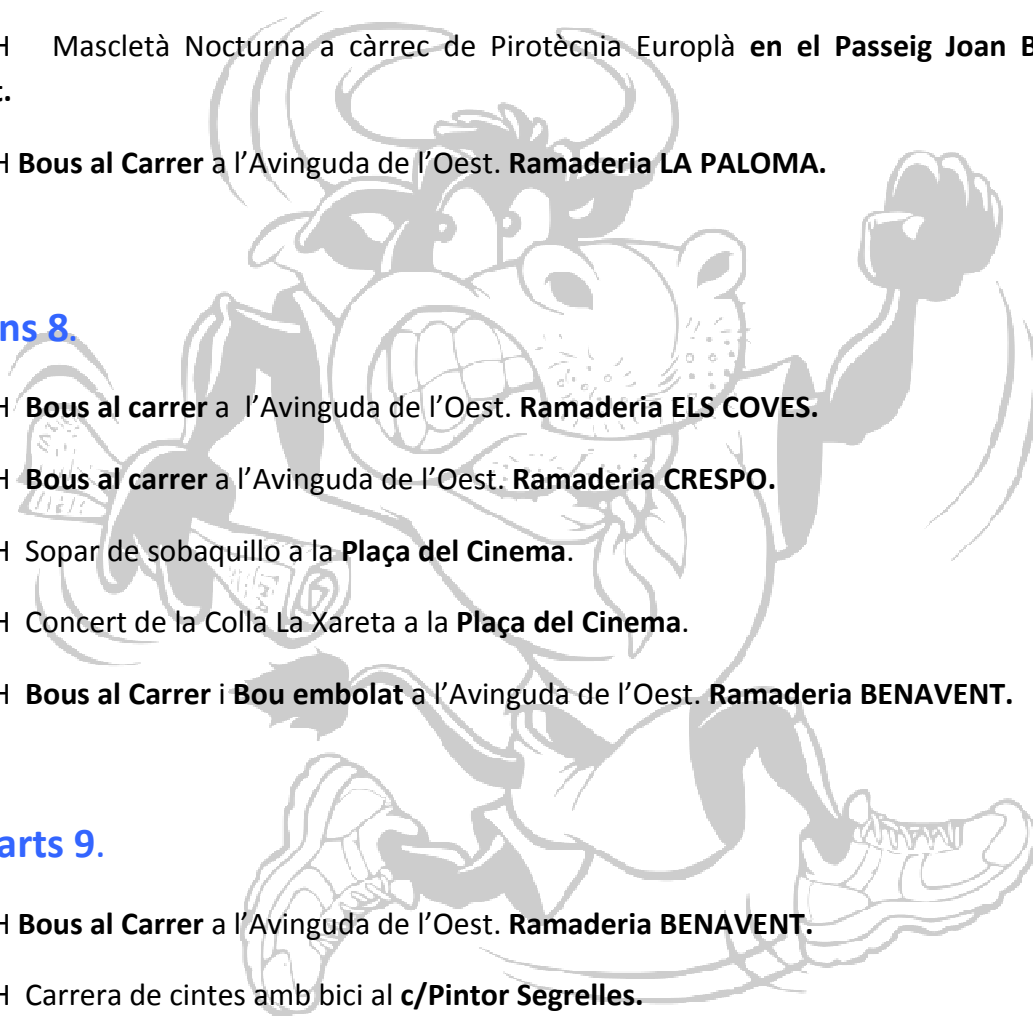 H Mascletà Nocturna a càrrec de Pirotècnia Europlà en el Passeig Joan B
t.
H Bous al Carrer a l’Avinguda de l’Oest. Ramaderia LA PALOMA.
ns 8.
H Bous al carrer a l’Avinguda de l’Oest. Ramaderia ELS COVES.
H Bous al carrer a l’Avinguda de l’Oest. Ramaderia CRESPO.
H Sopar de sobaquillo a la Plaça del Cinema.
H Concert de la Colla La Xareta a la Plaça del Cinema.
H Bous al Carrer i Bou embolat a l’Avinguda de l’Oest. Ramaderia BENAVENT.
arts 9.
H Bous al Carrer a l’Avinguda de l’Oest. Ramaderia BENAVENT.
H Carrera de cintes amb bici al c/Pintor Segrelles.